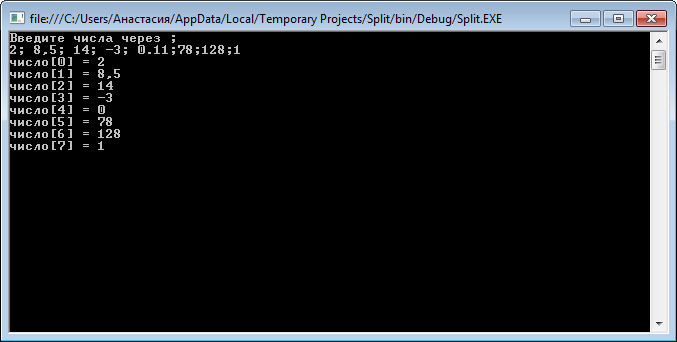 file:///C:/Users/Анастасия/AppData/Local/Temporary Projects/Split/bin/Debug/Split.EXE
Введите числа через ;
2; 8,5; 14; -3; 0.11;78;128;1
число[0] = 2
число[1] = 8,5
число[2] = 14
число[3] = -3
число[4] = 0
число[5] = 78
число[6] = 128
число[7] = 1